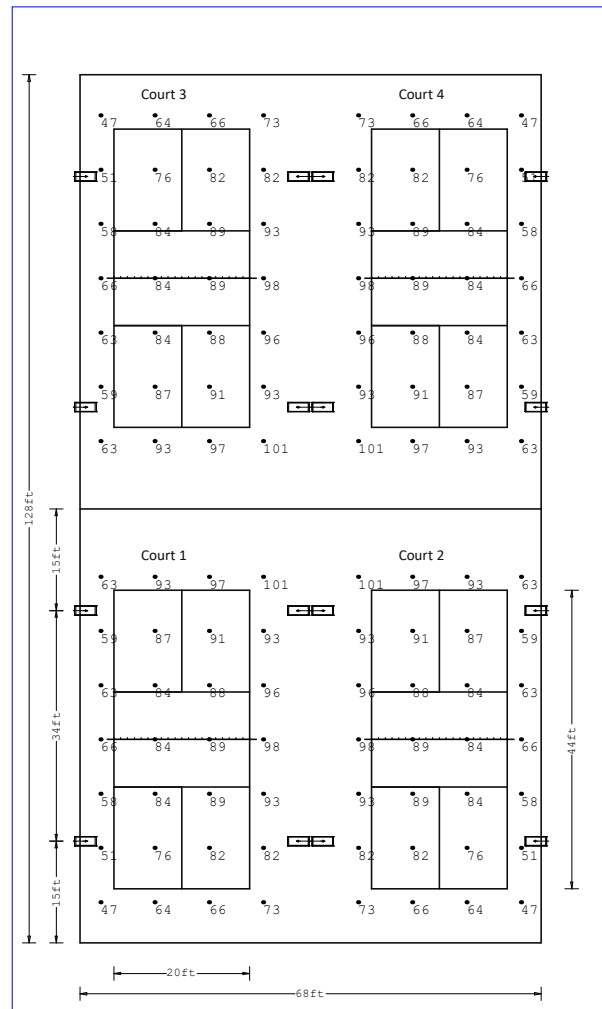 Court 3 Court 4
47 64 66 73 73 66 64 47
51 76 82 82 82 82 76 51
58 84 89 93 93 89 84 58
66 84 89 98 98 89 84 66
63 84 88 96 96 88 84 63
59 87 91 93 93 91 87 59
63 93 97 101 101 97 93 63
128ft
15ft
Court 1 Court 2
63 93 97 101 101 97 93 63
59 87 91 93 93 91 87 59
63 84 88 96 96 88 84 63
34ft
44ft
66 84 89 98 98 89 84 66
58 84 89 93 93 89 84 58
51 76 82 82 82 82 76 51
15ft
47 64 66 73 73 66 64 47
20ft
68ft